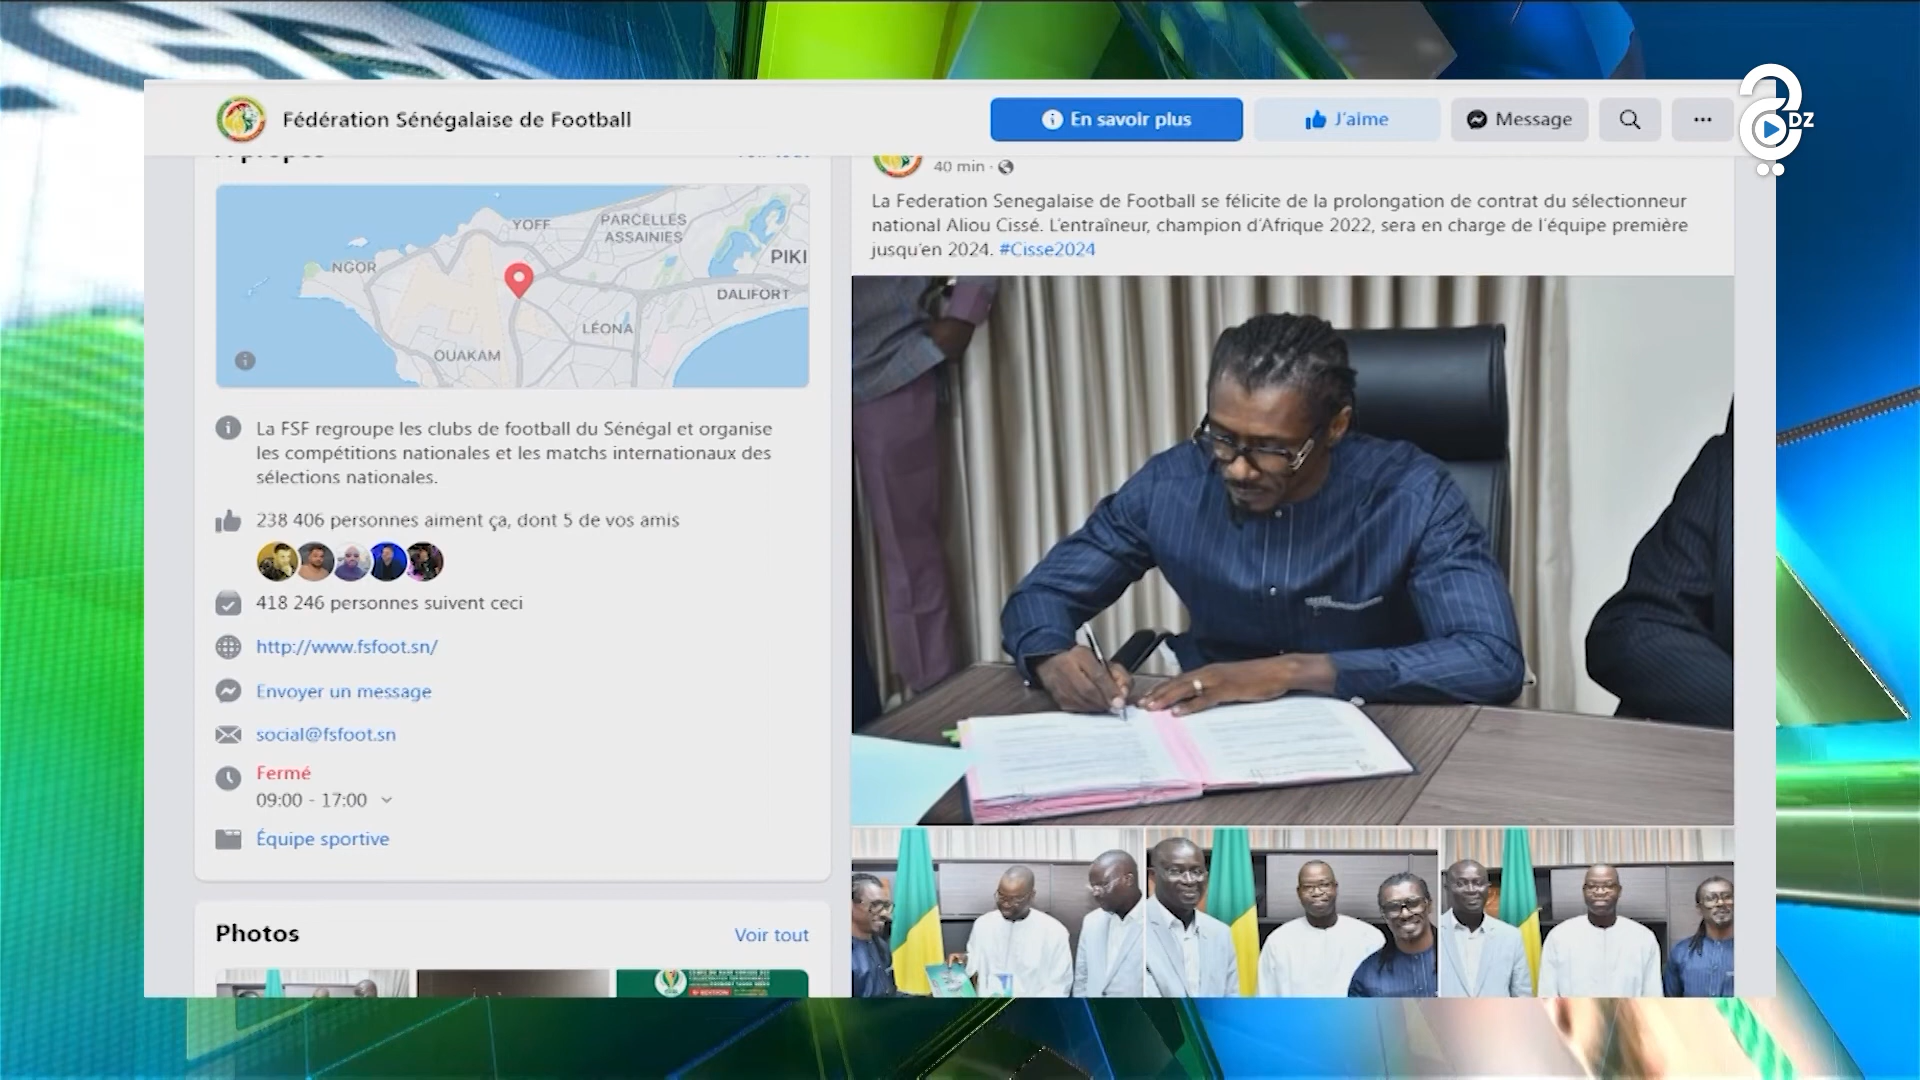 Fédération Sénégalaise de Football
En savoir plus
J'aime
Message
DZ
YOFF
PARCELLES
ASSAINIES
NGOR
PIKI
DALIFORT
LÉONA
OUAKAM
La FSF regroupe les clubs de football du Sénégal et organise
les compétitions nationales et les matchs internationaux des
sélections nationales.
238 406 personnes aiment ça, dont 5 de vos amis
418 246 personnes suivent ceci
http://www.fsfoot.sn/
Envoyer un message
social@fsfoot.sn
Fermé
09:00 - 17:00
Équipe sportive
Photos
Voir tout
40 min ·
La Federation Senegalaise de Football se félicite de la prolongation de contrat du sélectionneur
national Aliou Cissé. L'entraîneur, champion d'Afrique 2022, sera en charge de l'équipe première
jusqu'en 2024. #Cisse2024